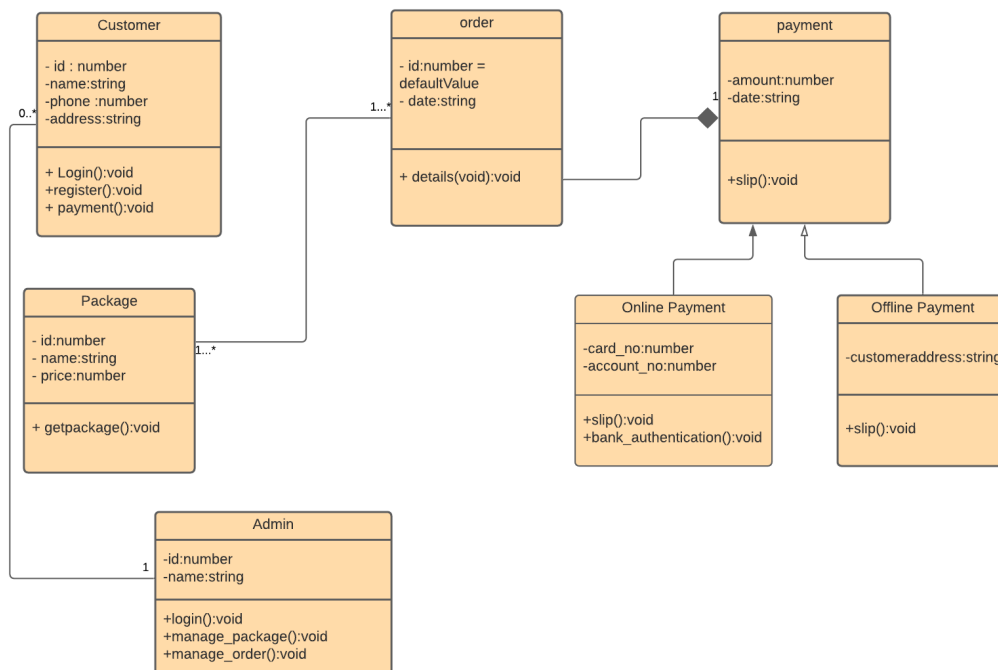 Customer
- id : number
-name:string
-phone :number
-address:string
+ Login():void
+register():void
+ payment():void
0..*
order
- id:number =
defaultValue
- date:string
+ details(void):void
1...*
payment
-amount:number
-date:string
+slip():void
1
Package
- id:number
- name:string
- price:number
+ getpackage():void
1...*
Online Payment
-card_no:number
-account_no:number
+slip():void
+bank_authentication():void
Offline Payment
-customeraddress:string
+slip():void
Admin
-id:number
-name:string
+login():void
+manage_package():void
+manage_order():void
1